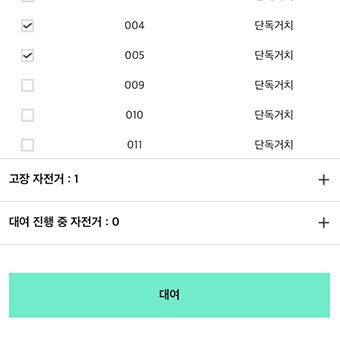 004 단독거치
005 단독거치
009 단독거치
010 단독거치
011 단독거치
고장 자전거 : 1
대여 진행 중 자전거 : 0
대여